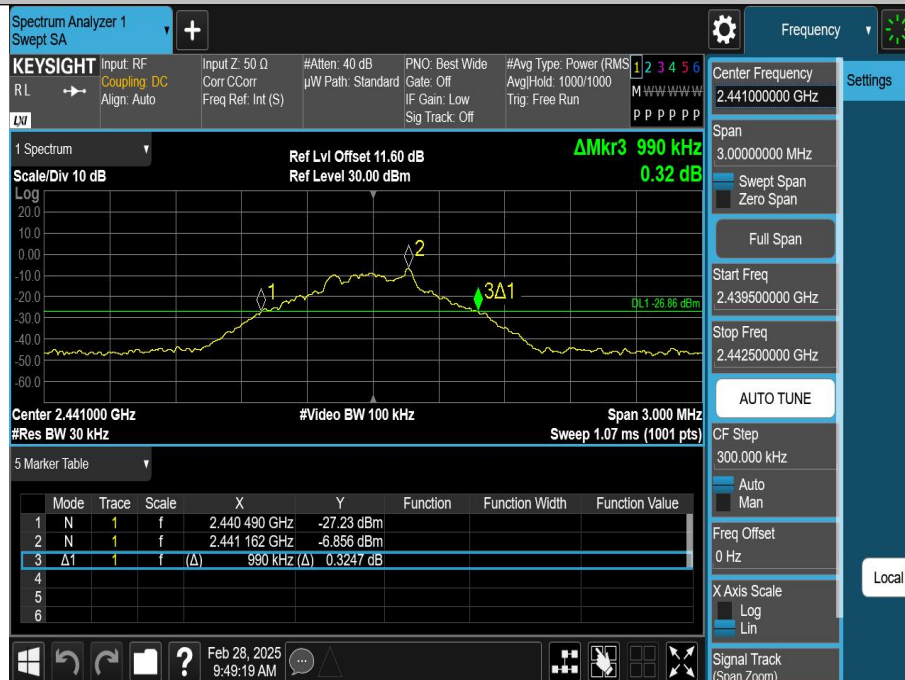 Spectrum Analyzer 1
Swept SA
+
Frequency
KEYSIGHT
RL
LXI
Input: RF
Coupling: DC
Align: Auto
Input Z: 50 Ω
Corr CCorr
Freq Ref: Int (S)
#Atten: 40 dB
µW Path: Standard
PNO: Best Wide
Gate: Off
IF Gain: Low
Sig Track: Off
#Avg Type: Power (RMS
Avg|Hold: 1000/1000
Trig: Free Run
1 2 3 4 5 6
M W W W W W
P P P P P P
1 Spectrum
Scale/Div 10 dB
Ref Lvl Offset 11.60 dB
Ref Level 30.00 dBm
ΔMkr3 990 kHz
0.32 dB
Log
20.0
10.0
0.00
-10.0
-20.0
-30.0
-40.0
-50.0
-60.0
1
2
3Δ1
DL1 -26.86 dBm
Center 2.441000 GHz
#Video BW 100 kHz
Span 3.000 MHz
#Res BW 30 kHz
Sweep 1.07 ms (1001 pts)
5 Marker Table
Mode Trace Scale X Y Function Function Width Function Value
1 N 1 f 2.440 490 GHz -27.23 dBm
2 N 1 f 2.441 162 GHz -6.856 dBm
3 Δ1 1 f (Δ) 990 kHz (Δ) 0.3247 dB
4
5
6
?
Feb 28, 2025
9:49:19 AM
Center Frequency
2.441000000 GHz
Span
3.00000000 MHz
Swept Span
Zero Span
Full Span
Start Freq
2.439500000 GHz
Stop Freq
2.442500000 GHz
AUTO TUNE
CF Step
300.000 kHz
Auto
Man
Freq Offset
0 Hz
X Axis Scale
Log
Lin
Signal Track
(Span Zoom)
Settings
Local